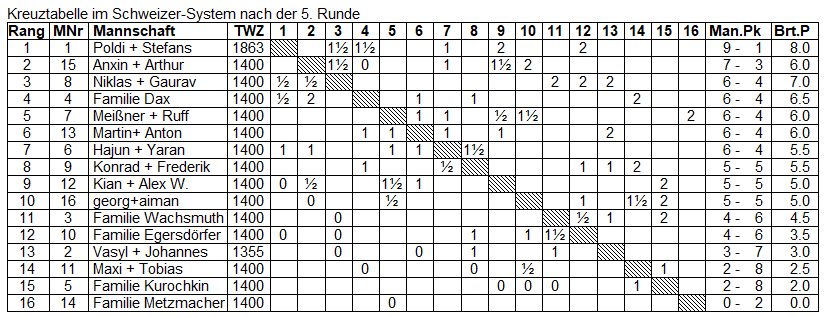 Kreuztabelle im Schweizer-System nach der 5. Runde
Rang MNr Mannschaft TWZ 1 2 3 4 5 6 7 8 9 10 11 12 13 14 15 16 Man.Pk Brt.P
1 1 Poldi + Stefans 1863 1½ 1½ 1 2 2 9 - 1 8.0
2 15 Anxin + Arthur 1400 1½ 0 1 1½ 2 7 - 3 6.0
3 8 Niklas + Gaurav 1400 ½ ½ 2 2 2 6 - 4 7.0
4 4 Familie Dax 1400 ½ 2 1 1 2 6 - 4 6.5
5 7 Meißner + Ruff 1400 1 1 ½ 1½ 2 6 - 4 6.0
6 13 Martin+ Anton 1400 1 1 1 1 2 6 - 4 6.0
7 6 Hajun + Yaran 1400 1 1 1 1 1½ 6 - 4 5.5
8 9 Konrad + Frederik 1400 1 ½ 1 1 2 5 - 5 5.5
9 12 Kian + Alex W. 1400 0 ½ 1½ 1 2 5 - 5 5.0
10 16 georg+aiman 1400 0 ½ 1 1½ 2 5 - 5 5.0
11 3 Familie Wachsmuth 1400 0 ½ 1 2 4 - 6 4.5
12 10 Familie Egersdörfer 1400 0 0 1 1 1½ 4 - 6 3.5
13 2 Vasyl + Johannes 1355 0 0 1 1 3 - 7 3.0
14 11 Maxi + Tobias 1400 0 0 ½ 1 2 - 8 2.5
15 5 Familie Kurochkin 1400 0 0 0 1 2 - 8 2.0
16 14 Familie Metzmacher 1400 0 0 - 2 0.0